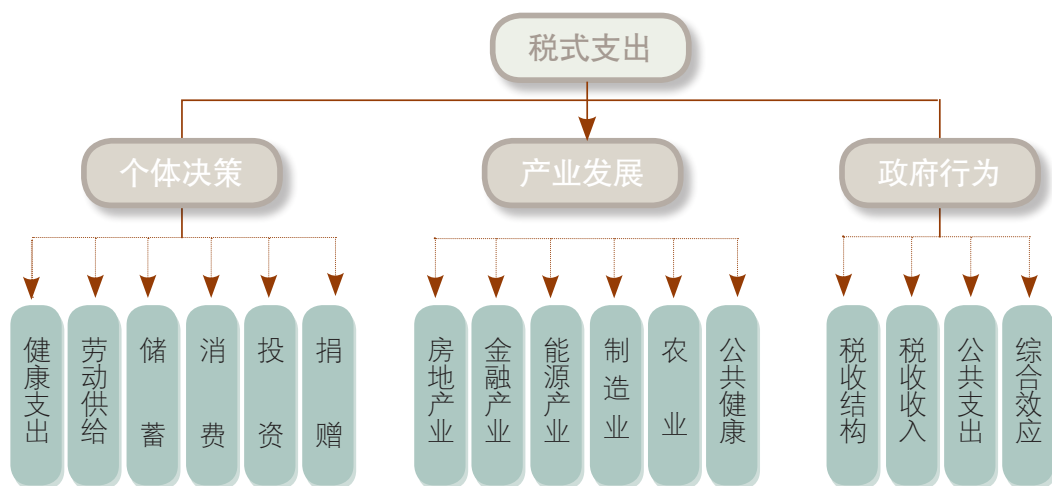 税式支出
个体决策
产业发展
政府行为
健康支出
劳动供给
储蓄
消费
投资
捐赠
房地产业
金融产业
能源产业
制造业
农业
公共健康
税收结构
税收收入
公共支出
综合效应